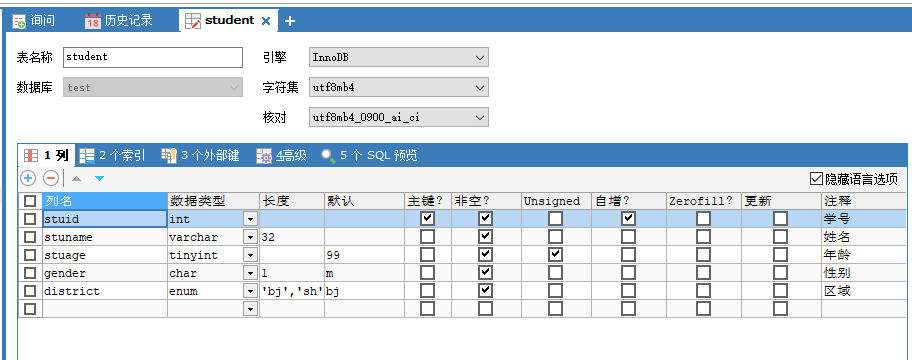 询问 18 历史记录 student
表名称 student 引擎 InnoDB
数据库 test 字符集 utf8mb4
核对 utf8mb4_0900_ai_ci
1 列 2 个索引 3 个外部键 4高级 5 个 SQL 预览
隐藏语言选项
列名 数据类型 长度 默认 主键? 非空? Unsigned 自增? Zerofill? 更新 注释
stuid int 学号
stuname varchar 32 姓名
stuage tinyint 99 年龄
gender char 1 m 性别
district enum 'bj','sh' bj 区域